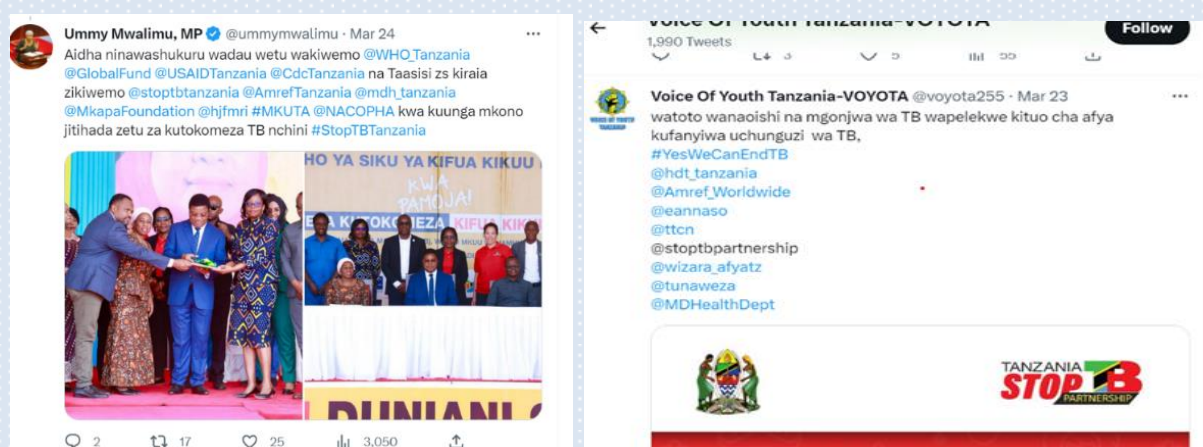 Ummy Mwalimu, MP @ummymwalimu · Mar 24
Aidha ninawashukuru wadau wetu wakiwemo @WHO_Tanzania
@GlobalFund @USAIDTanzania @CdcTanzania na Taasisi zs kiraia
zikiwemo @stoptbtanzania @AmrefTanzania @mdh_tanzania
@MkapaFoundation @hjfmri #MKUTA @NACOPHA kwa kuunga mkono
jitihada zetu za kutokomeza TB nchini #StopTBTanzania
HO YA SIKU YA KIFUA KIKUU
KWA
PAMOJA!
A KUTOKOMEZA KIFUA KIK
DUNIANI
2 17 25 3,050
Voice Of Youth Tanzania-VOYOTA
1,990 Tweets
Follow
3 5 55
Voice Of Youth Tanzania-VOYOTA @voyota255 · Mar 23
watoto wanaoishi na mgonjwa wa TB wapelekwe kituo cha afya
kufanyiwa uchunguzi wa TB,
#YesWeCanEndTB
@hdt_tanzania
@Amref_Worldwide
@eannaso
@ttcn
@stoptbpartnership
@wizara_afyatz
@tunaweza
@MDHealthDept
TANZANIA
STOP TB
PARTNERSHIP